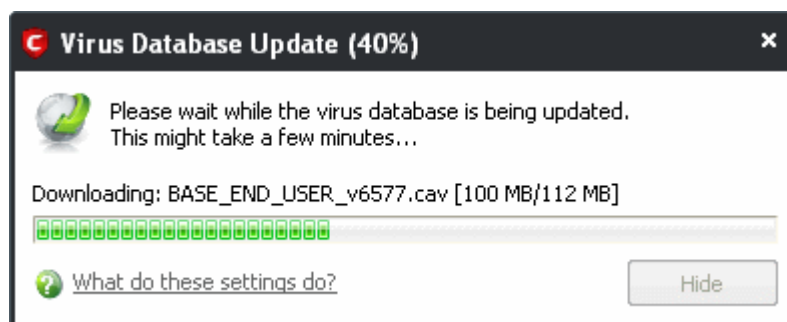 Virus Database Update (40%)
Please wait while the virus database is being updated.
This might take a few minutes...
Downloading: BASE_END_USER_v6577.cav [100 MB/112 MB]
What do these settings do?
Hide